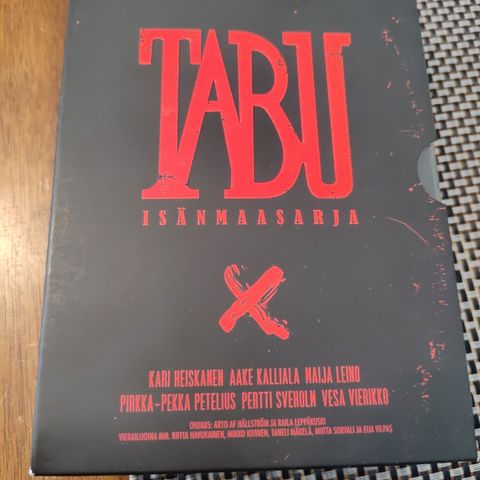 TABU
ISÄNMAASARJA
KARI HEISKANEN AAKE KALLIALA MAIJA LEINO
PIRKKA-PEKKA PETELIUS PERTTI SVEHOLM VESA VIERIKKO
OHJAUS: ARTO AF HÄLLSTRÖM JA RAILA LEPPÄKOSKI
VIERAILIJOINA MM. RIITTA HAVUKAINEN, MIKKO KIVINEN, TANELI MÄKELÄ, MIITTA SORVALI JA EIJA VILPAS